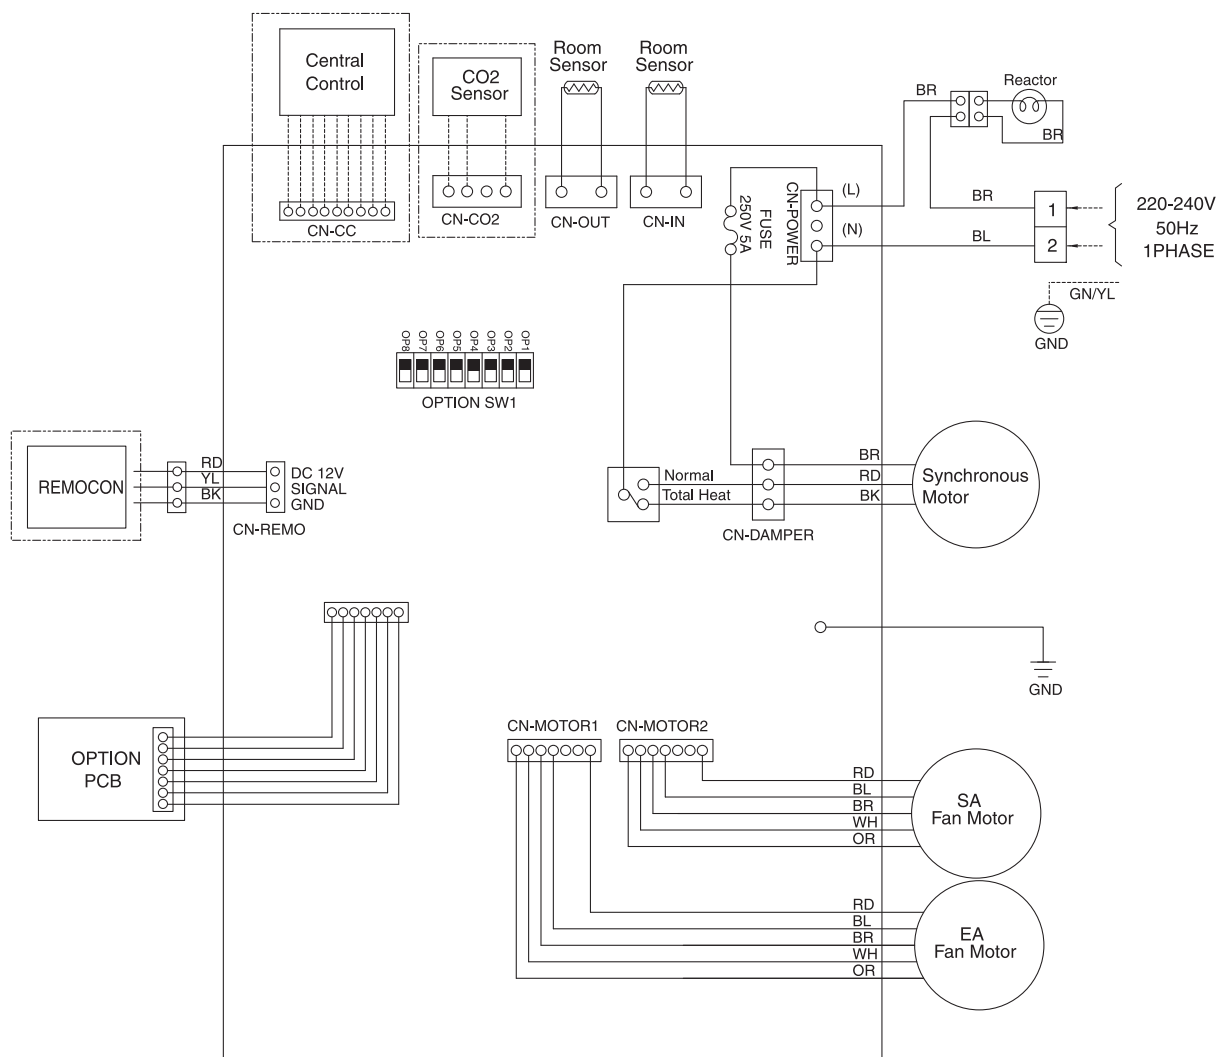 Central
Control
CN-CC
CO2
Sensor
CN-CO2
Room
Sensor
CN-OUT
Room
Sensor
CN-IN
FUSE
250V 5A
CN-POWER
(L)
(N)
BR
Reactor
BR
BR
1
BL
2
220-240V
50Hz
1PHASE
GN/YL
GND
OP8
OP7
OP6
OP5
OP4
OP3
OP2
OP1
OPTION SW1
REMOCON
RD
YL
BK
DC 12V
SIGNAL
GND
CN-REMO
Normal
Total Heat
CN-DAMPER
BR
RD
BK
Synchronous
Motor
GND
OPTION
PCB
CN-MOTOR1
CN-MOTOR2
RD
BL
BR
WH
OR
SA
Fan Motor
RD
BL
BR
WH
OR
EA
Fan Motor